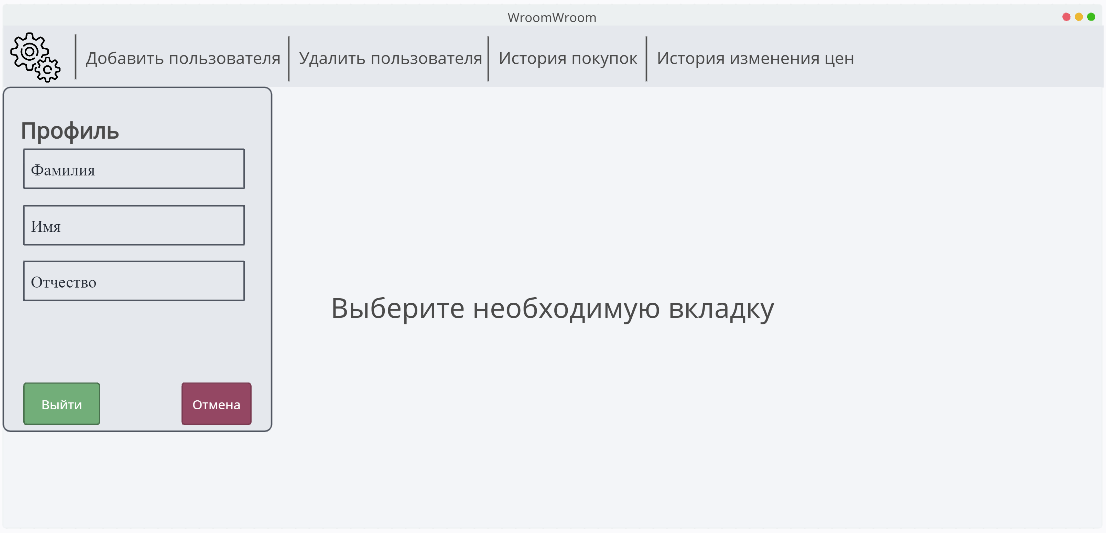 WroomWroom
Добавить пользователя
Удалить пользователя
История покупок
История изменения цен
Профиль
Фамилия
Имя
Отчество
Выйти
Отмена
Выберите необходимую вкладку